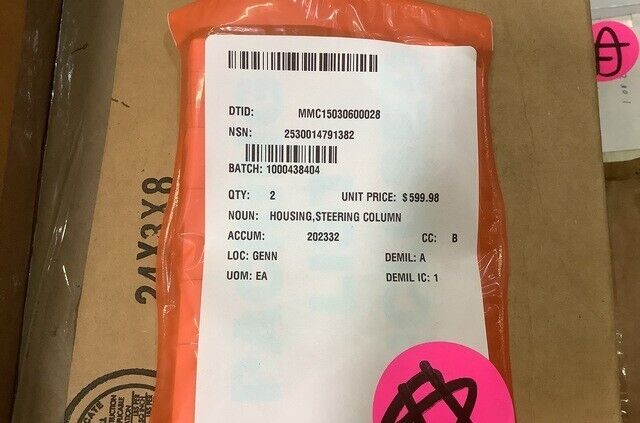 DTID: MMC15030600028
NSN: 2530014791382
BATCH: 1000438404
QTY: 2 UNIT PRICE: $599.98
NOUN: HOUSING,STEERING COLUMN
ACCUM: 202332 CC: B
LOC: GENN DEMIL: A
UOM: EA DEMIL IC: 1
24X3X8